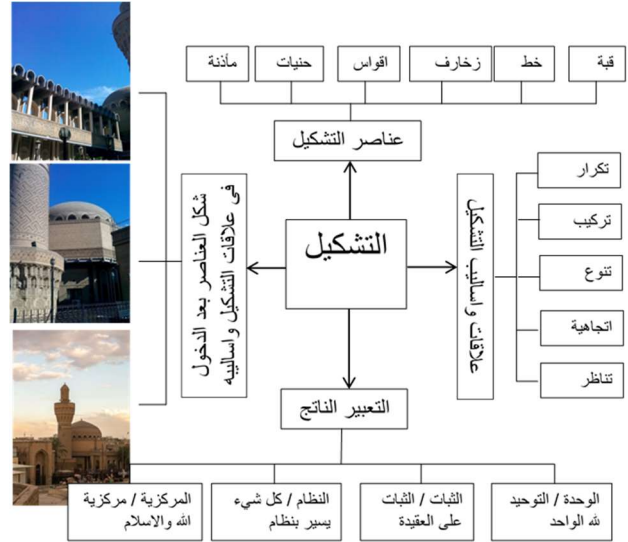 قبة
خط
زخارف
اقواس
حنيات
مأذنة
عناصر التشكيل
تكرار
تركيب
تنوع
اتجاهية
تناظر
علاقات واساليب التشكيل
التشكيل
شكل العناصر بعد الدخول
فى علاقات التشكيل واساليبه
التعبير الناتج
الوحدة / التوحيد
لله الواحد
الثبات / الثبات
على العقيدة
النظام / كل شيء
يسير بنظام
المركزية / مركزية
الله والاسلام